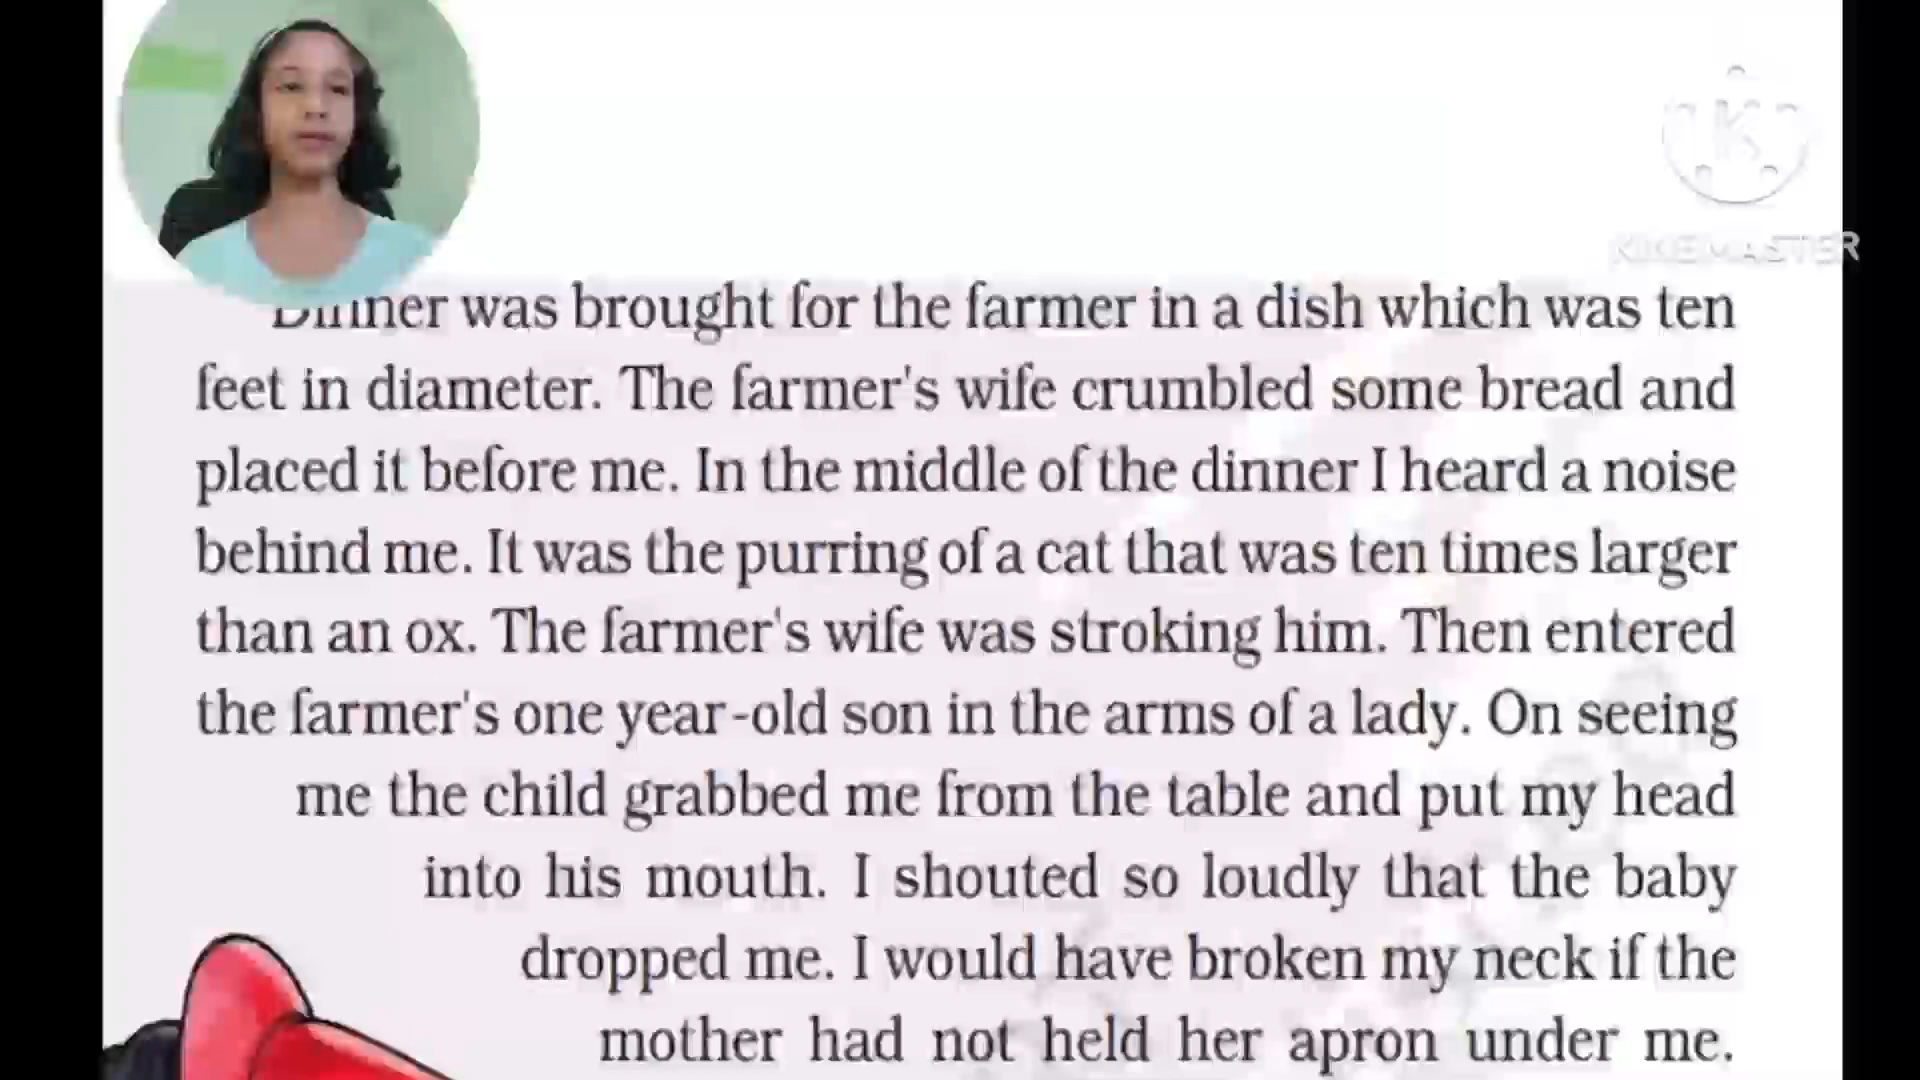 KINEMASTER
Dinner was brought for the farmer in a dish which was ten
feet in diameter. The farmer's wife crumbled some bread and
placed it before me. In the middle of the dinner I heard a noise
behind me. It was the purring of a cat that was ten times larger
than an ox. The farmer's wife was stroking him. Then entered
the farmer's one year-old son in the arms of a lady. On seeing
me the child grabbed me from the table and put my head
into his mouth. I shouted so loudly that the baby
dropped me. I would have broken my neck if the
mother had not held her apron under me.